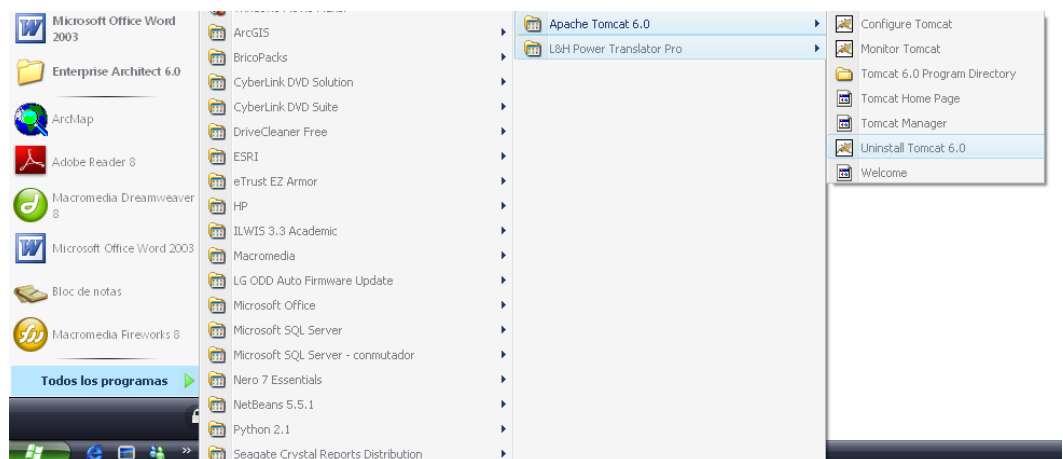 Microsoft Office Word
2003
Enterprise Architect 6.0
ArcMap
Adobe Reader 8
Macromedia Dreamweaver
8
Microsoft Office Word 2003
Bloc de notas
Macromedia Fireworks 8
Todos los programas
ArcGIS
BricoPacks
CyberLink DVD Solution
CyberLink DVD Suite
DriveCleaner Free
ESRI
eTrust EZ Armor
HP
ILWIS 3.3 Academic
Macromedia
LG ODD Auto Firmware Update
Microsoft Office
Microsoft SQL Server
Microsoft SQL Server - conmutador
Nero 7 Essentials
NetBeans 5.5.1
Python 2.1
Seagate Crystal Reports Distribution
Apache Tomcat 6.0
L&H Power Translator Pro
Configure Tomcat
Monitor Tomcat
Tomcat 6.0 Program Directory
Tomcat Home Page
Tomcat Manager
Uninstall Tomcat 6.0
Welcome